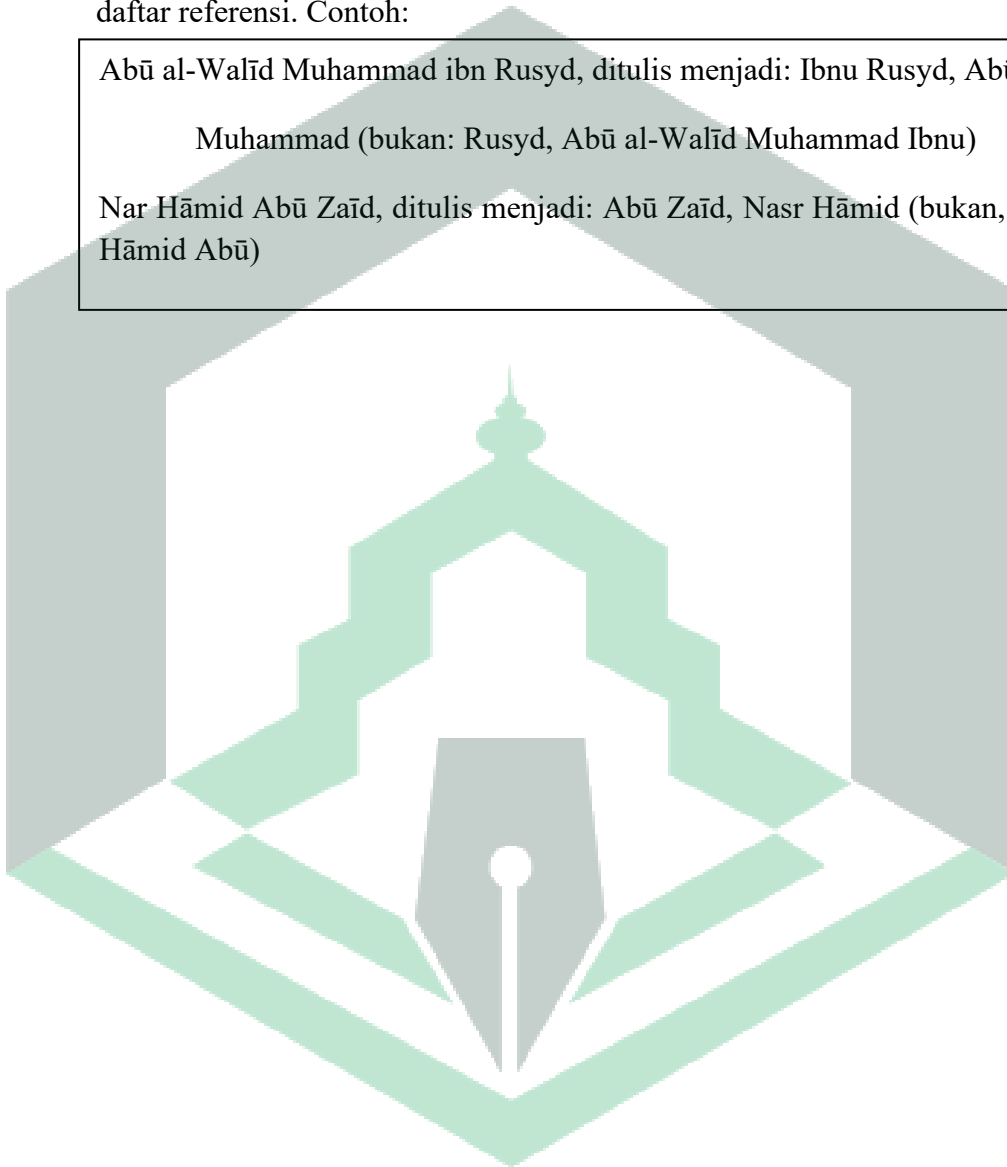 daftar referensi. Contoh:
Abū al-Walīd Muhammad ibn Rusyd, ditulis menjadi: Ibnu Rusyd,
Muhammad (bukan: Rusyd, Abū al-Walīd Muhammad Ibnu)
Nar Hāmid Abū Zaīd, ditulis menjadi: Abū Zaīd, Nasr Hāmid (bukan,
Hāmid Abū)